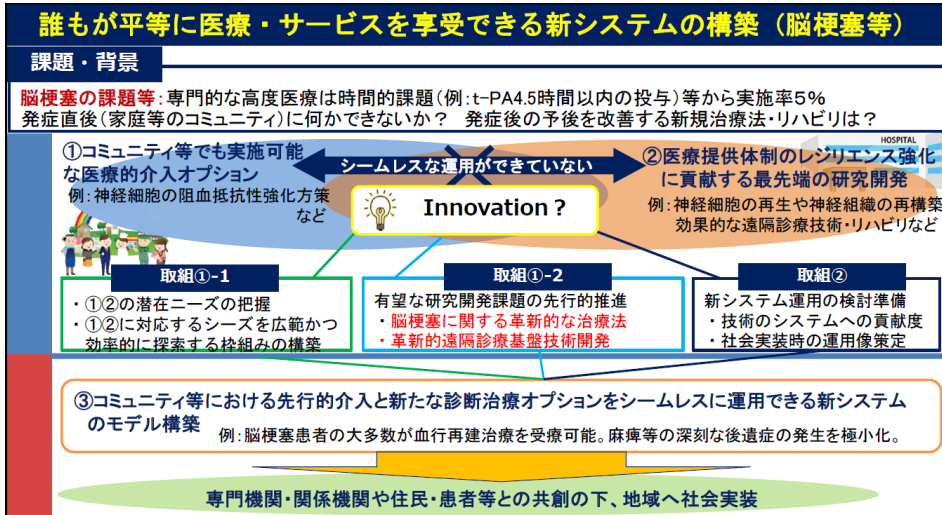 誰もが平等に医療・サービスを享受できる新システムの構築（脳梗塞等）
課題・背景
脳梗塞の課題等：専門的な高度医療は時間的課題（例：t-PA4.5時間以内の投与）等から実施率５％
発症直後（家庭等のコミュニティ）に何かできないか？　発症後の予後を改善する新規治療法・リハビリは？
HOSPITAL
①コミュニティ等でも実施可能
な医療的介入オプション
例：神経細胞の阻血抵抗性強化方策
など
シームレスな運用ができていない
②医療提供体制のレジリエンス強化
に貢献する最先端の研究開発
例：神経細胞の再生や神経組織の再構築
効果的な遠隔診療技術・リハビリなど
Innovation？
取組①-1
・①②の潜在ニーズの把握
・①②に対応するシーズを広範かつ
効率的に探索する枠組みの構築
取組①-2
有望な研究開発課題の先行的推進
・脳梗塞に関する革新的な治療法
・革新的遠隔診療基盤技術開発
取組②
新システム運用の検討準備
・技術のシステムへの貢献度
・社会実装時の運用像策定
③コミュニティ等における先行的介入と新たな診断治療オプションをシームレスに運用できる新システム
のモデル構築
例：脳梗塞患者の大多数が血行再建治療を受療可能。麻痺等の深刻な後遺症の発生を極小化。
専門機関・関係機関や住民・患者等との共創の下、地域へ社会実装